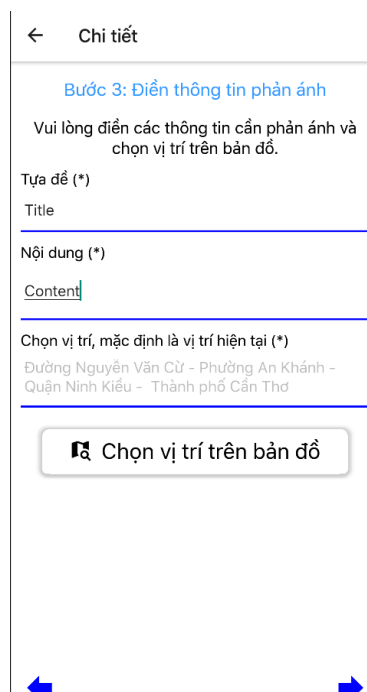 Chi tiết
Bước 3: Điền thông tin phản ánh
Vui lòng điền các thông tin cần phản ánh và
chọn vị trí trên bản đồ.
Tựa đề (*)
Title
Nội dung (*)
Content
Chọn vị trí, mặc định là vị trí hiện tại (*)
Đường Nguyễn Văn Cừ - Phường An Khánh -
Quận Ninh Kiều - Thành phố Cần Thơ
Chọn vị trí trên bản đồ